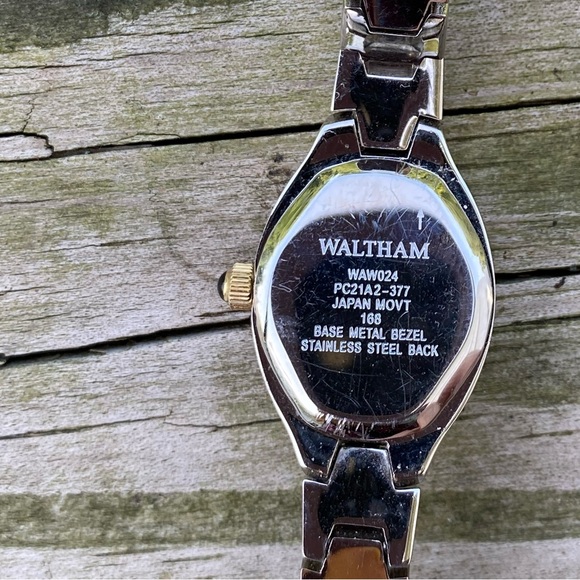 WALTHAM
WAW024
PC21A2-377
JAPAN MOVT
168
BASE METAL BEZEL
STAINLESS STEEL BACK